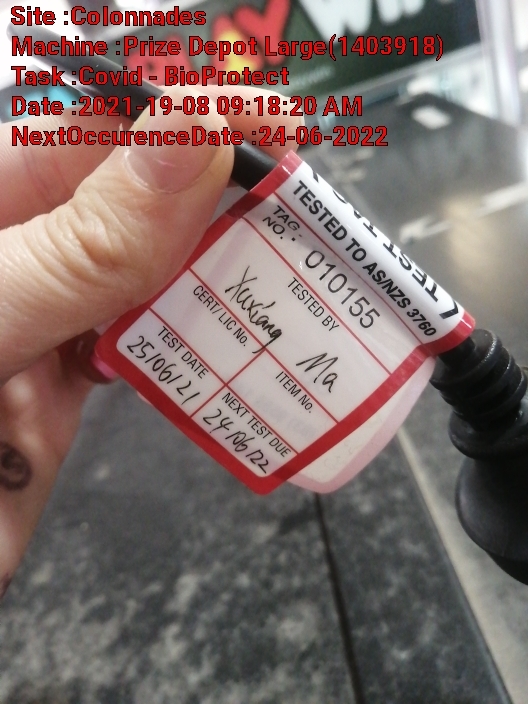 Site :Colonnades
Machine :Prize Depot Large(1403918)
Task :Covid - BioProtect
Date :2021-19-08 09:18:20 AM
NextOccurenceDate :24-06-2022
TEST TAG
TESTED TO AS/NZS 3760
TAG NO.: 010155
TESTED BY
Xuxiang Ma
CERT/ LIC No.
ITEM No.
TEST DATE
25/06/21
NEXT TEST DUE
24/06/22